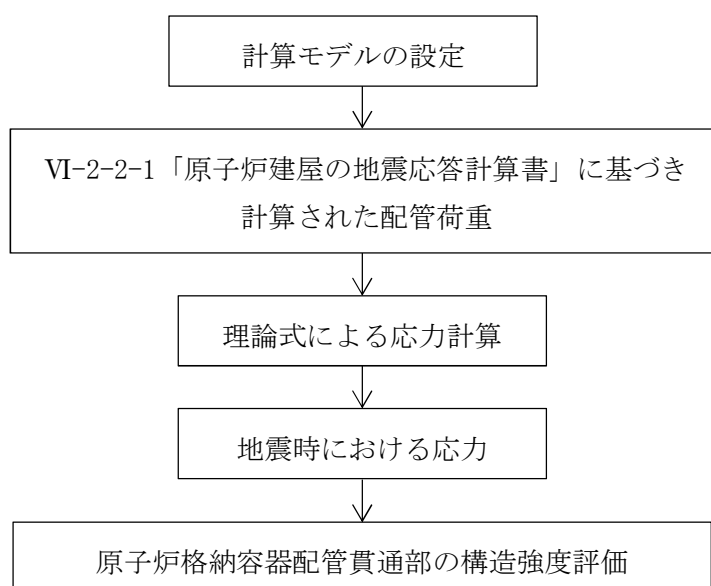 計算モデルの設定
Ⅵ-2-2-1「原子炉建屋の地震応答計算書」に基づき
計算された配管荷重
理論式による応力計算
地震時における応力
原子炉格納容器配管貫通部の構造強度評価